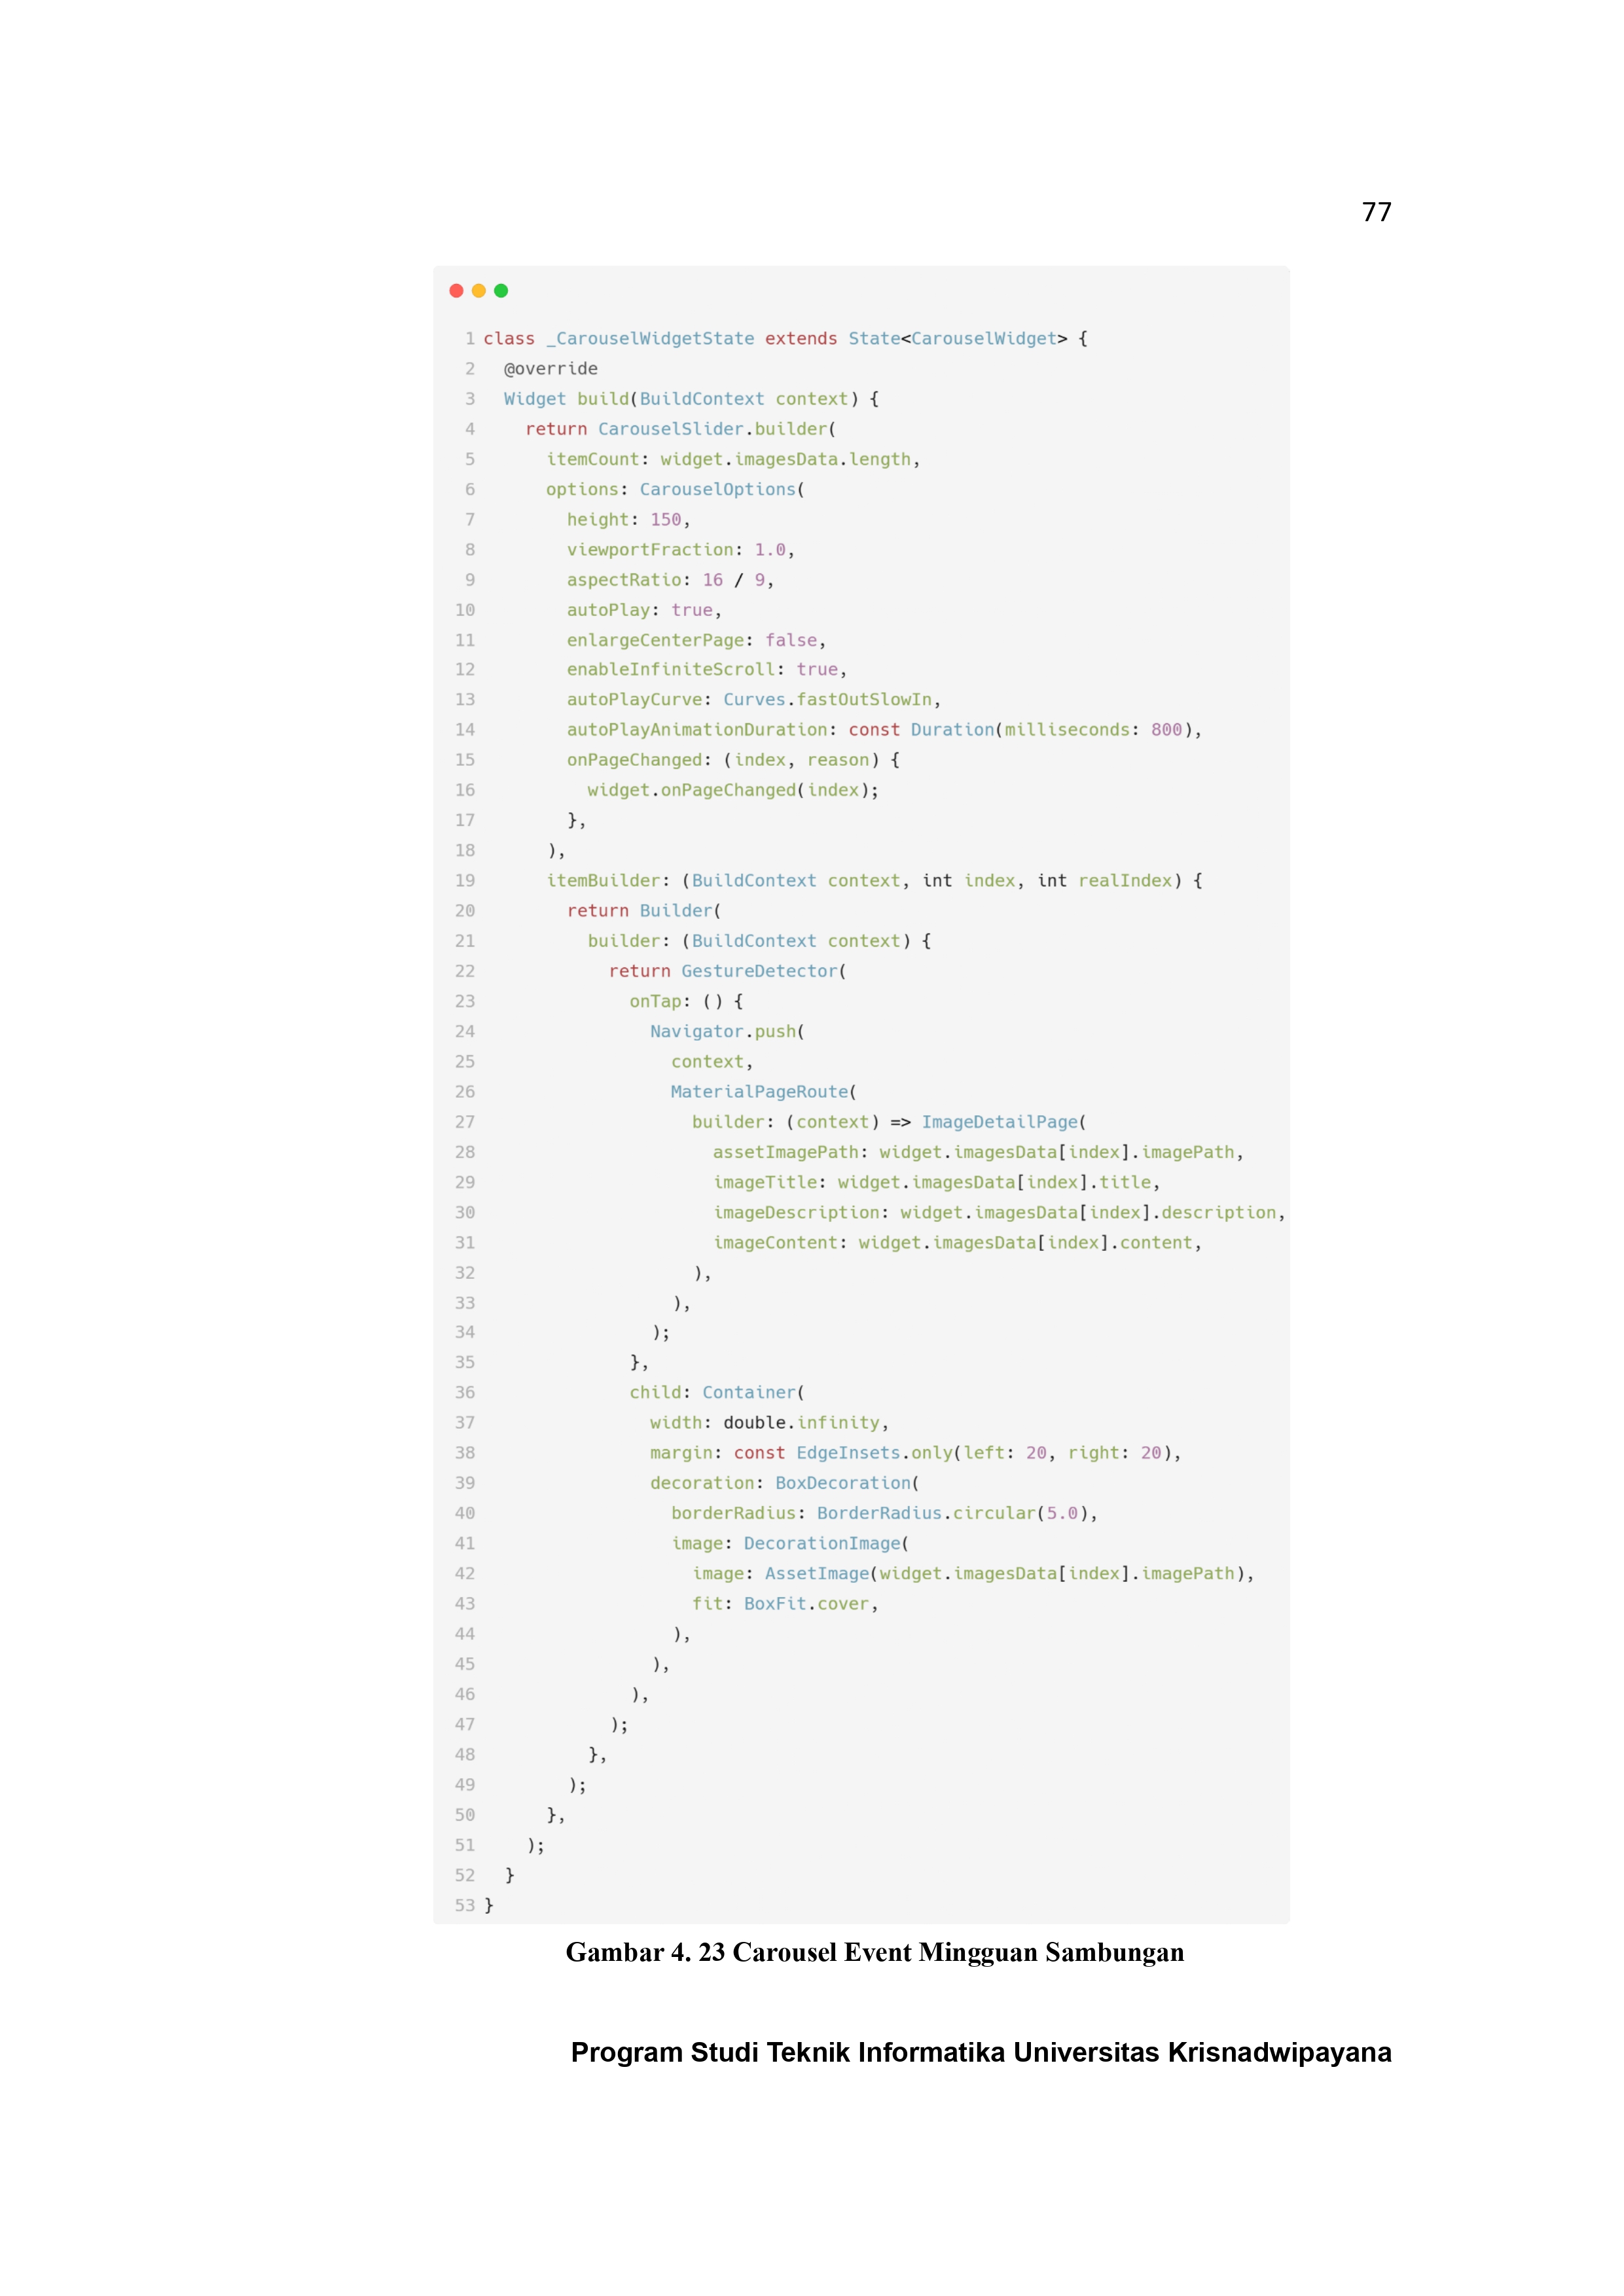 77
1 class _CarouselWidgetState extends State<CarouselWidget> {
2   @override
3   Widget build(BuildContext context) {
4     return CarouselSlider.builder(
5       itemCount: widget.imagesData.length,
6       options: CarouselOptions(
7         height: 150,
8         viewportFraction: 1.0,
9         aspectRatio: 16 / 9,
10         autoPlay: true,
11         enlargeCenterPage: false,
12         enableInfiniteScroll: true,
13         autoPlayCurve: Curves.fastOutSlowIn,
14         autoPlayAnimationDuration: const Duration(milliseconds: 800),
15         onPageChanged: (index, reason) {
16           widget.onPageChanged(index);
17         },
18       ),
19       itemBuilder: (BuildContext context, int index, int realIndex) {
20         return Builder(
21           builder: (BuildContext context) {
22             return GestureDetector(
23               onTap: () {
24                 Navigator.push(
25                   context,
26                   MaterialPageRoute(
27                     builder: (context) => ImageDetailPage(
28                       assetImagePath: widget.imagesData[index].imagePath,
29                       imageTitle: widget.imagesData[index].title,
30                       imageDescription: widget.imagesData[index].description,
31                       imageContent: widget.imagesData[index].content,
32                     ),
33                   ),
34                 );
35               },
36               child: Container(
37                 width: double.infinity,
38                 margin: const EdgeInsets.only(left: 20, right: 20),
39                 decoration: BoxDecoration(
40                   borderRadius: BorderRadius.circular(5.0),
41                   image: DecorationImage(
42                     image: AssetImage(widget.imagesData[index].imagePath),
43                     fit: BoxFit.cover,
44                   ),
45                 ),
46               ),
47             );
48           },
49         );
50       },
51     );
52   }
53 }
Gambar 4. 23 Carousel Event Mingguan Sambungan
Program Studi Teknik Informatika Universitas Krisnadwipayana